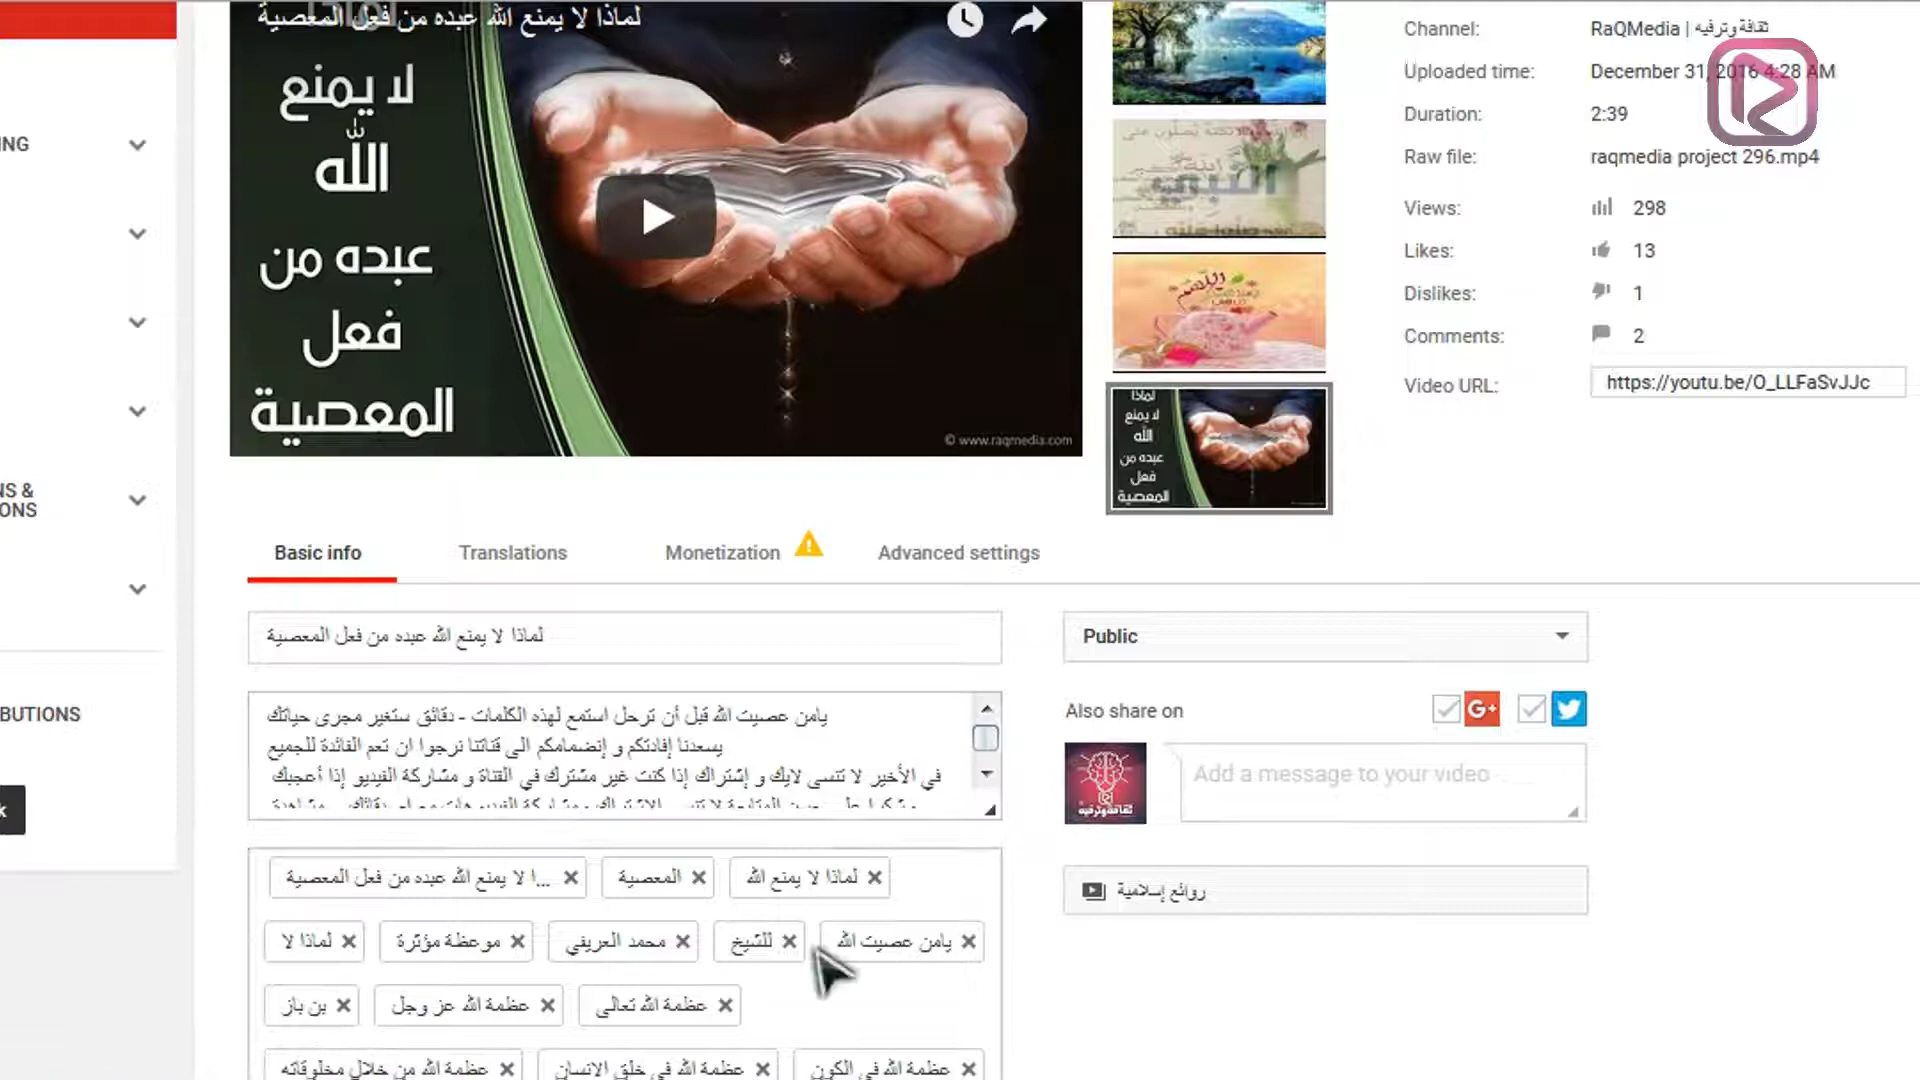 لماذا لا يمنع الله عبده من فعل المعصية
لا يمنع
الله
عبده من
فعل
المعصية
© www.raqmedia.com
لماذا
لا يمنع
الله
عبده من
فعل
المعصية
Channel: RaQMedia | ثقافة وترفيه
Uploaded time: December 31, 2016 4:28 AM
Duration: 2:39
Raw file: raqmedia project 296.mp4
Views: 298
Likes: 13
Dislikes: 1
Comments: 2
Video URL: https://youtu.be/O_LLFaSvJJc
ING
NS &
ONS
BUTIONS
k
Basic info Translations Monetization Advanced settings
لماذا لا يمنع الله عبده من فعل المعصية
يامن عصيت الله قبل أن ترحل استمع لهذه الكلمات - دقائق ستغير مجرى حياتك
يسعدنا إفادتكم و إنضمامكم الى قناتنا نرجوا ان تعم الفائدة للجميع
في الأخير لا تنسى لايك و إشتراك إذا كنت غير مشترك في القناة و مشاركة الفيديو إذا أعجبك
لماذا لا يمنع الله
المعصية
...ا لا يمنع الله عبده من فعل المعصية
يامن عصيت الله
للشيخ
محمد العريفي
موعظة مؤثرة
لماذا لا
عظمة الله تعالى
عظمة الله عز وجل
بن باز
عظمة الله في الكون
عظمة الله في خلق الانسان
عظمة الله من خلال مخلوقاته
Public
Also share on G+
ثقافة وترفيه
Add a message to your video
روائع إسلامية